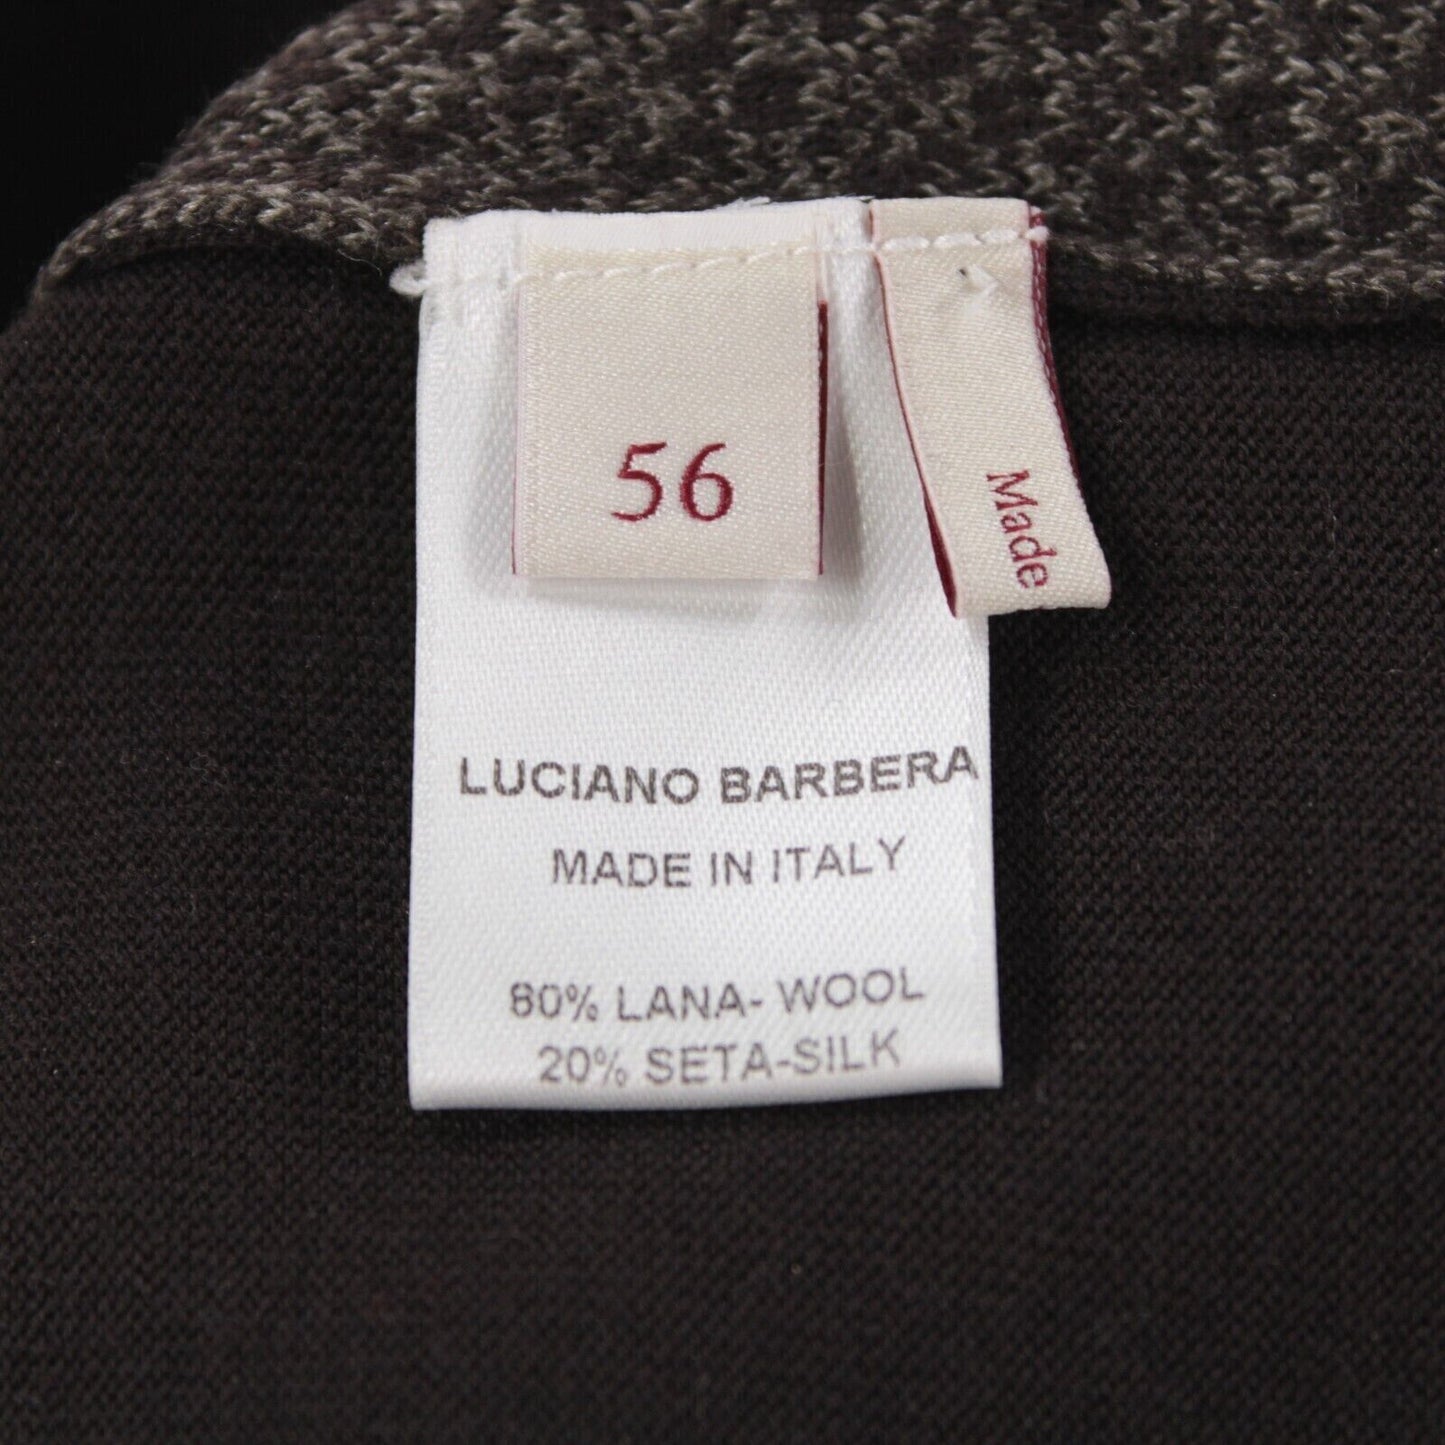 56
Made
LUCIANO BARBERA
MADE IN ITALY
80% LANA- WOOL
20% SETA-SILK